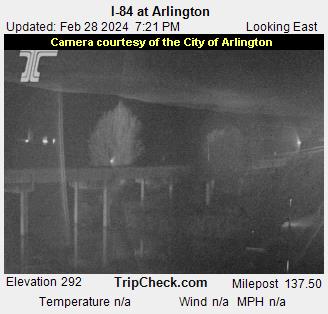 I-84 at Arlington
Updated: Feb 28 2024 7:21 PM Looking East
Camera courtesy of the City of Arlington
Elevation 292 TripCheck.com Milepost 137.50
Temperature n/a Wind n/a MPH n/a